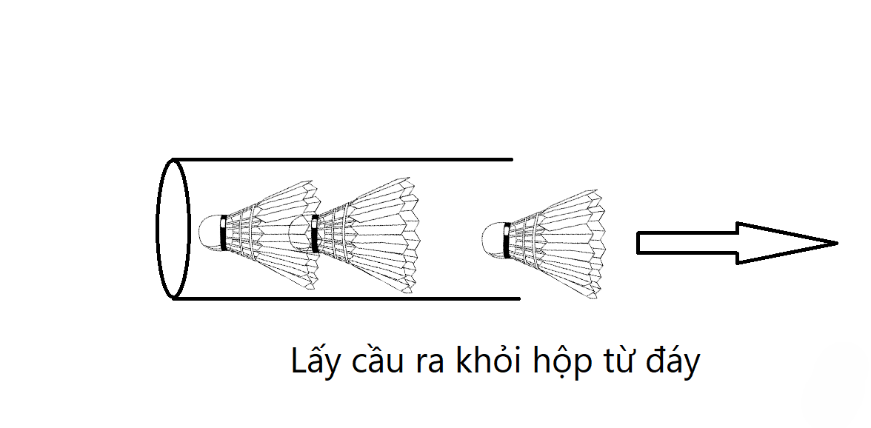 Lấy cầu ra khỏi hộp từ đáy